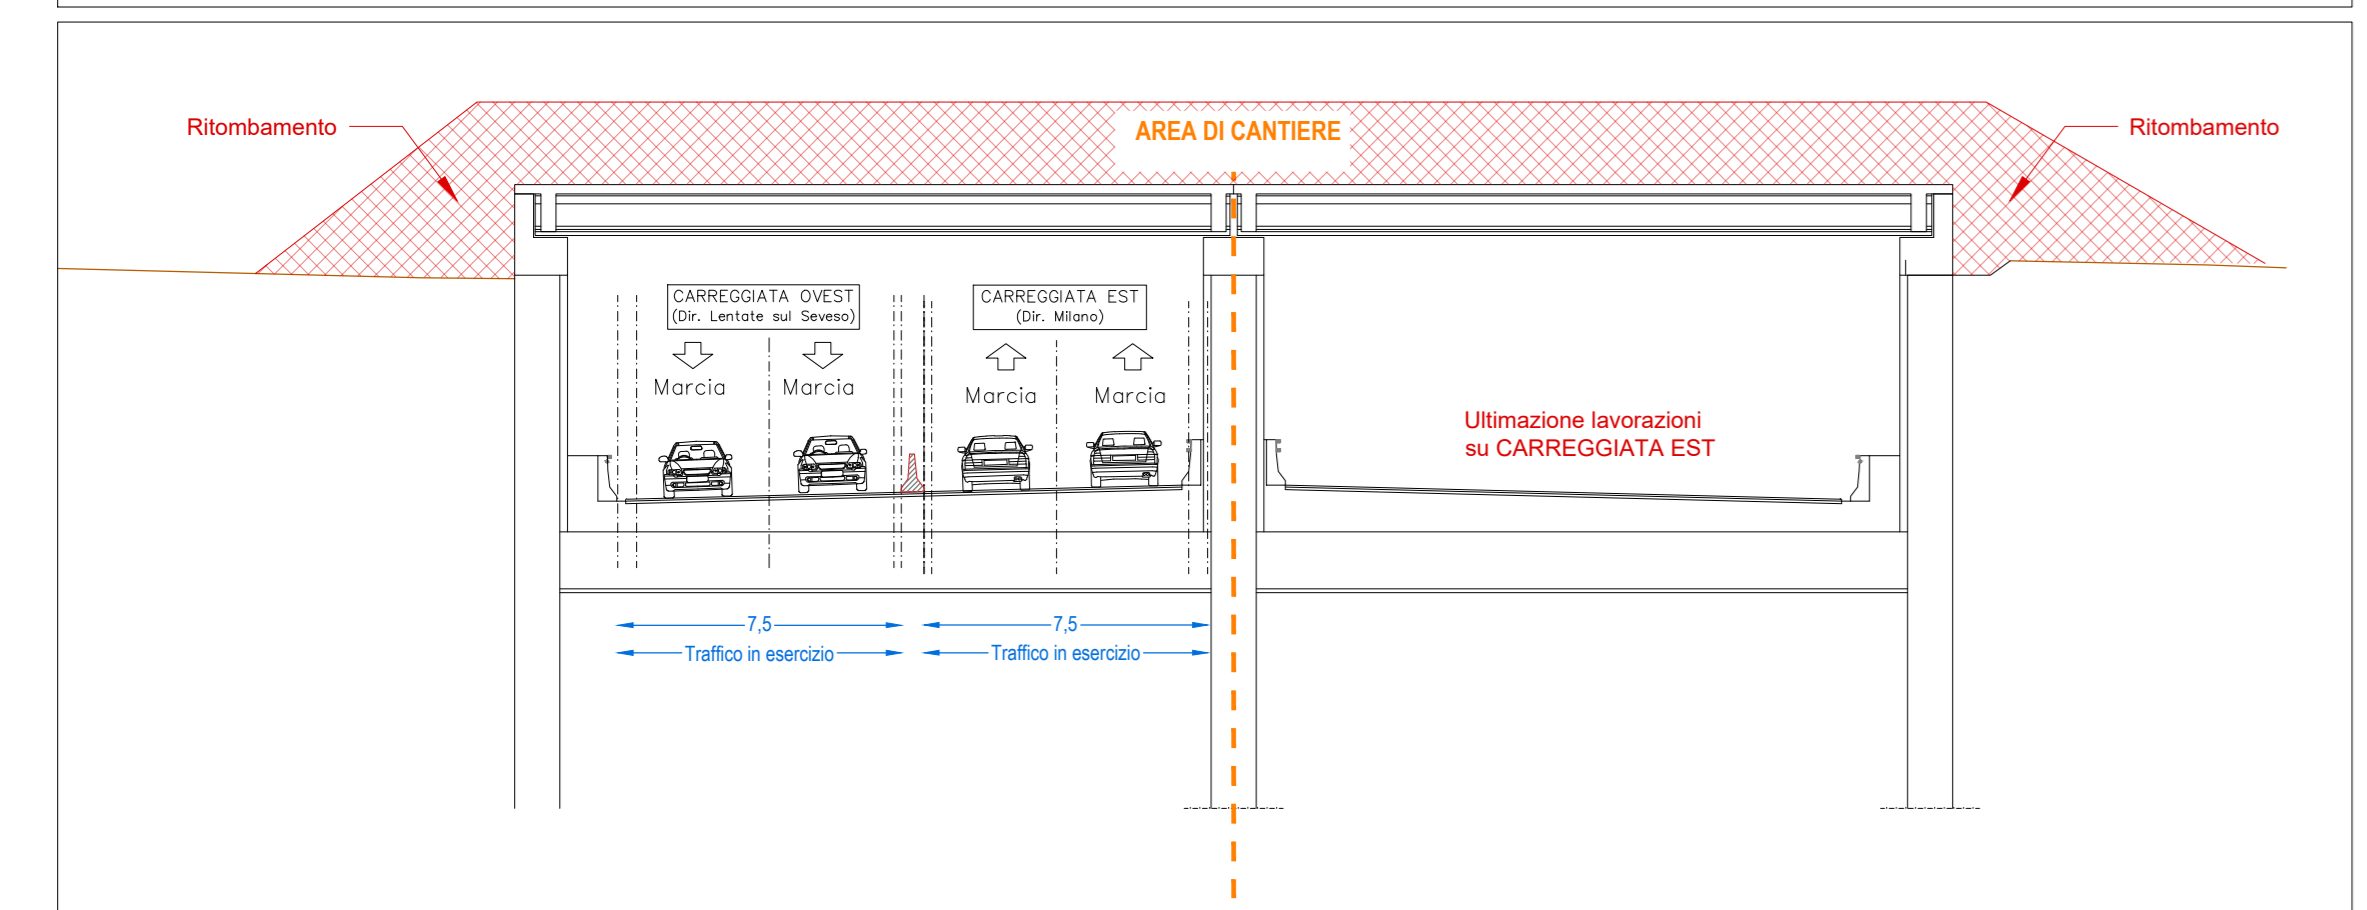 Ritombamento
AREA DI CANTIERE
Ritombamento
CARREGGIATA OVEST
(Dir. Lentate sul Seveso)
CARREGGIATA EST
(Dir. Milano)
Marcia
Marcia
Marcia
Marcia
Ultimazione lavorazioni
su CARREGGIATA EST
7,5
7,5
Traffico in esercizio
Traffico in esercizio